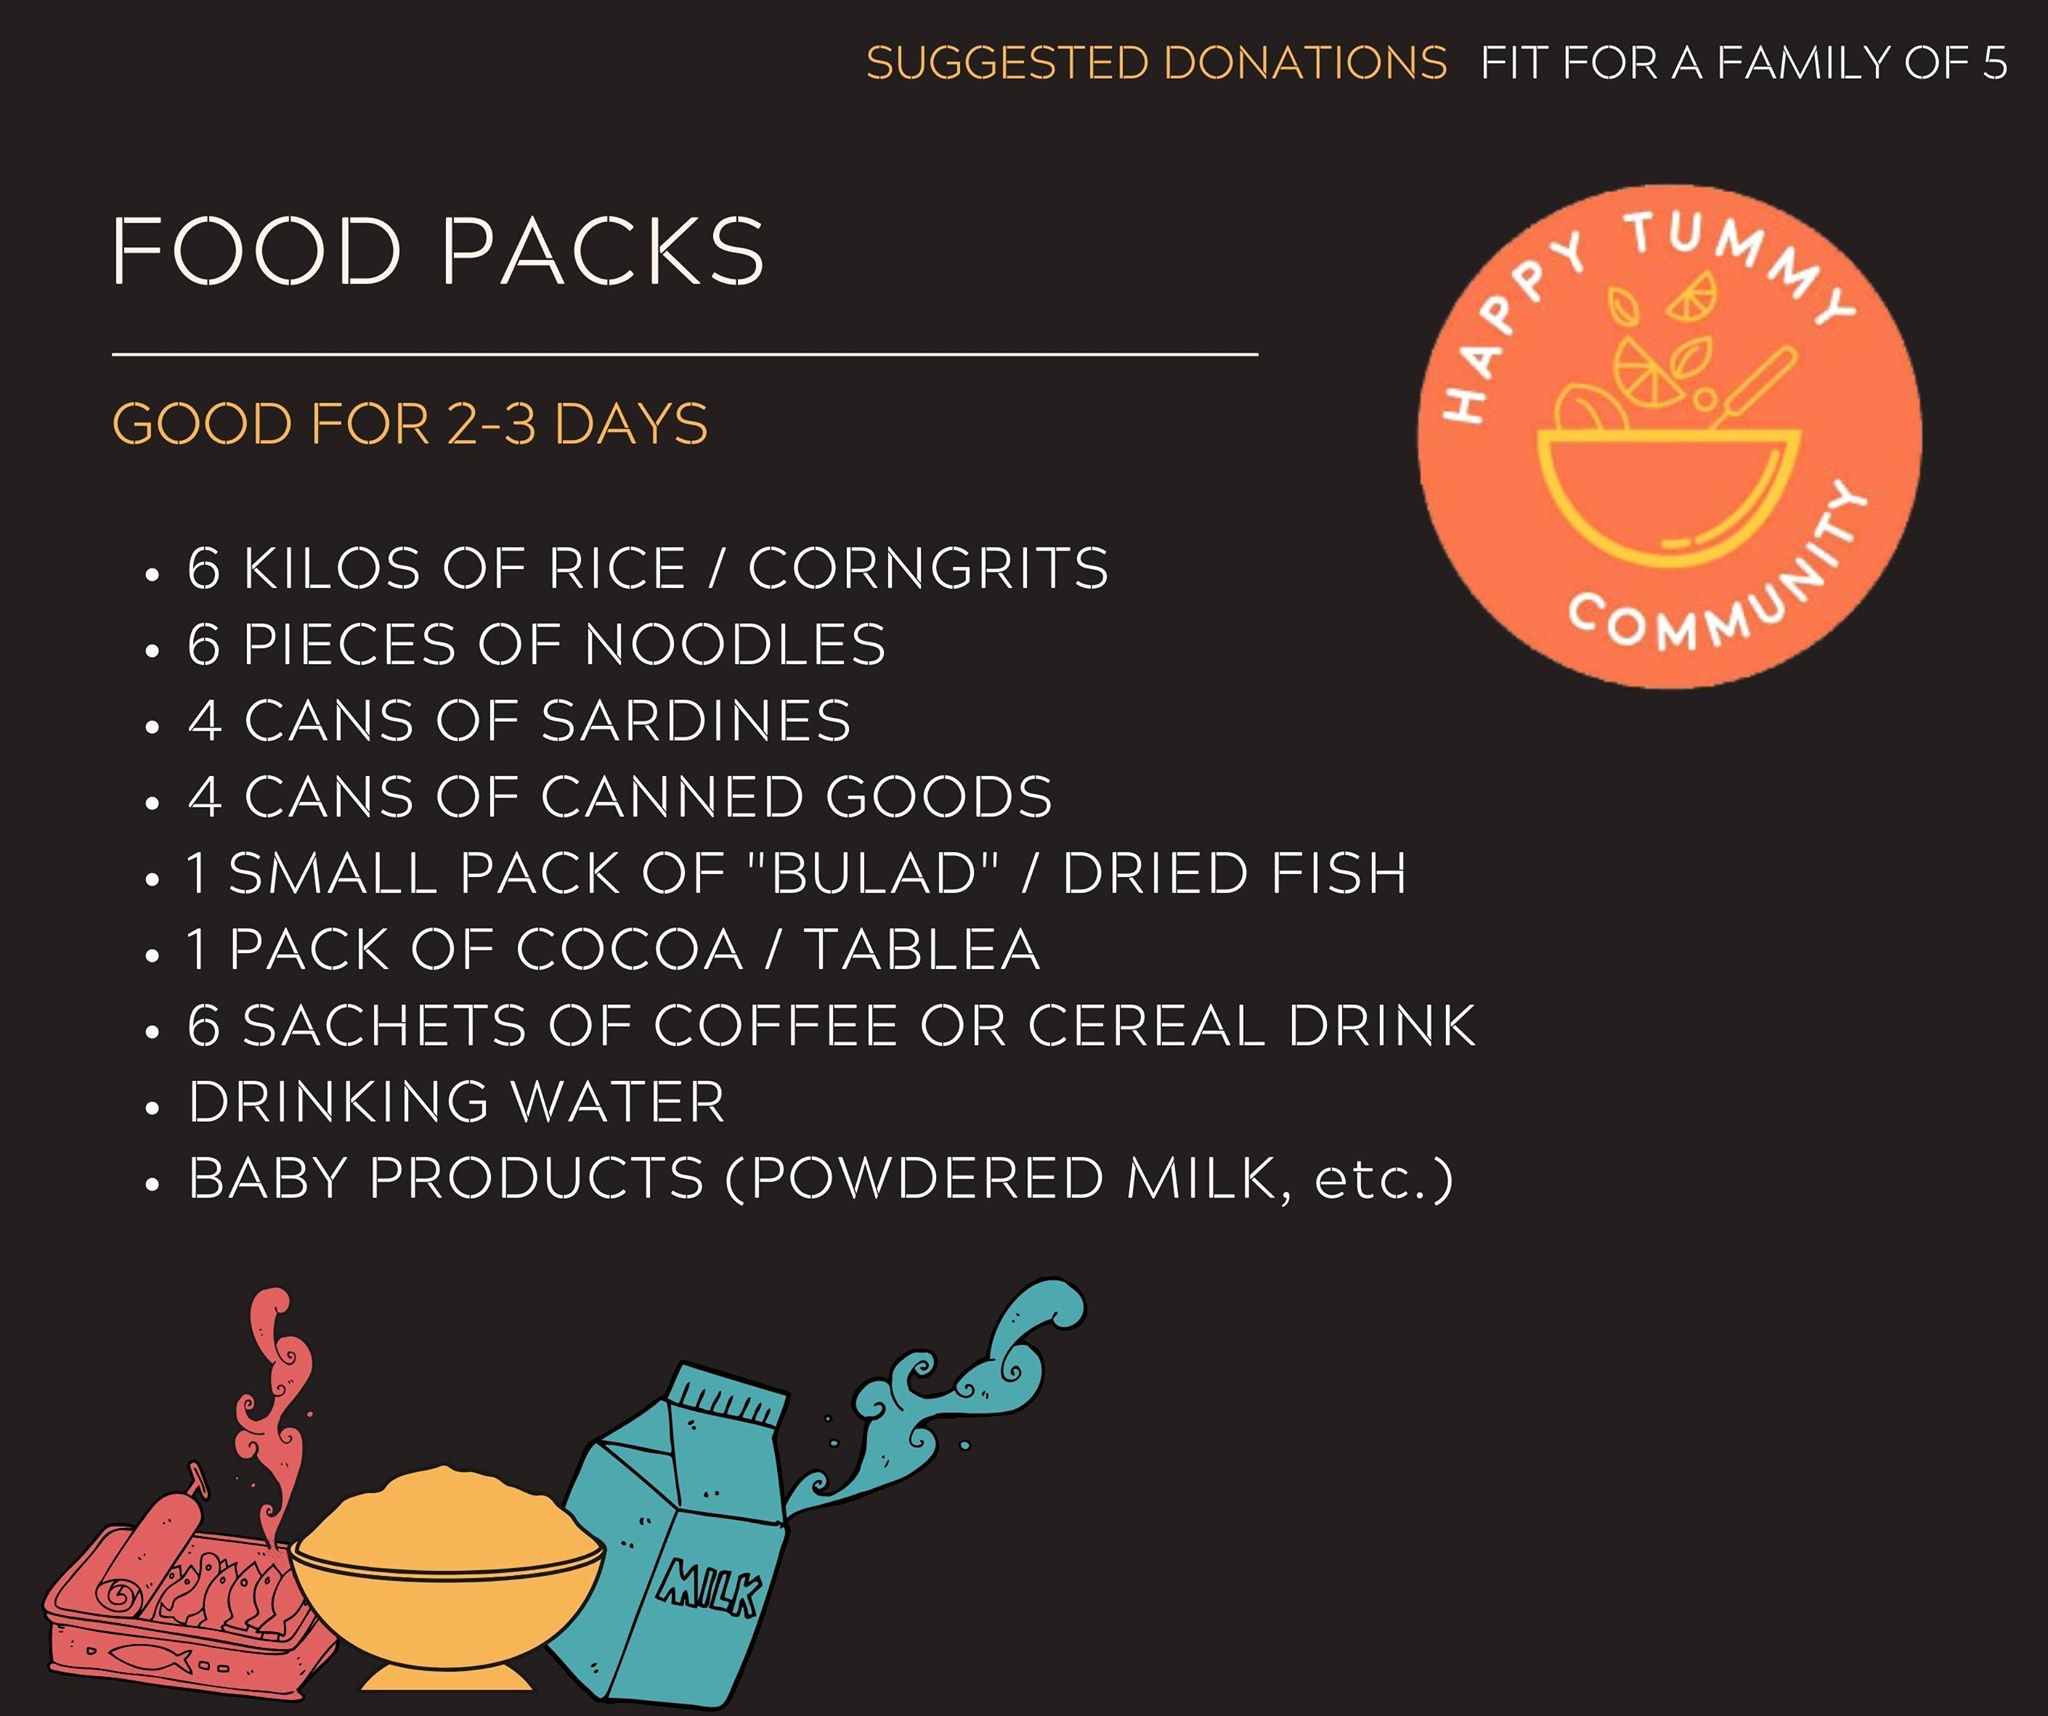 SUGGESTED DONATIONS FIT FOR A FAMILY OF 5
FOOD PACKS
HAPPY TUMMY
COMMUNITY
GOOD FOR 2-3 DAYS
• 6 KILOS OF RICE / CORNGRITS
• 6 PIECES OF NOODLES
• 4 CANS OF SARDINES
• 4 CANS OF CANNED GOODS
• 1 SMALL PACK OF "BULAD" / DRIED FISH
• 1 PACK OF COCOA / TABLEA
• 6 SACHETS OF COFFEE OR CEREAL DRINK
• DRINKING WATER
• BABY PRODUCTS (POWDERED MILK, etc.)
MILK